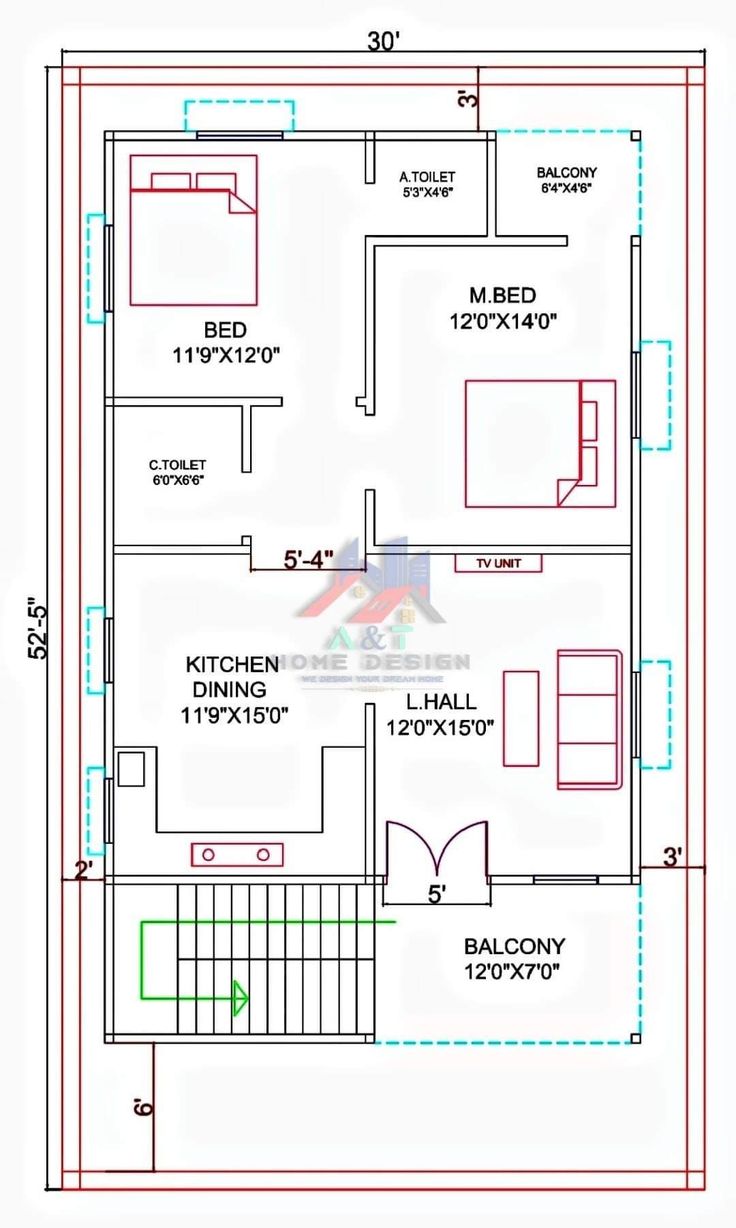 30'
3'
A.TOILET
5'3"X4'6"
BALCONY
6'4"X4'6"
M.BED
12'0"X14'0"
BED
11'9"X12'0"
C.TOILET
6'0"X6'6"
5'-4"
TV UNIT
52'-5"
A&T
HOME DESIGN
WE DESIGN YOUR DREAM HOME
KITCHEN
DINING
11'9"X15'0"
L.HALL
12'0"X15'0"
2'
3'
5'
BALCONY
12'0"X7'0"
6'